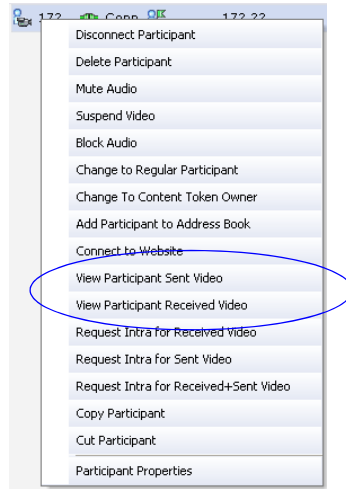 172 Conn 172.22
Disconnect Participant
Delete Participant
Mute Audio
Suspend Video
Block Audio
Change to Regular Participant
Change To Content Token Owner
Add Participant to Address Book
Connect to Website
View Participant Sent Video
View Participant Received Video
Request Intra for Received Video
Request Intra for Sent Video
Request Intra for Received+Sent Video
Copy Participant
Cut Participant
Participant Properties